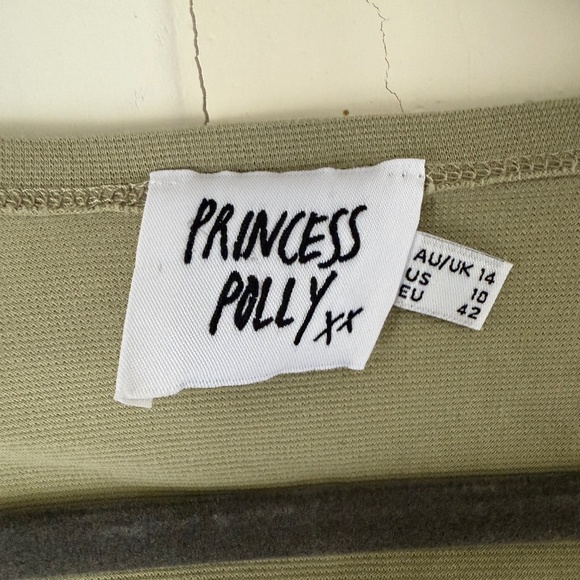 PRINCESS
POLLY xx
AU/UK 14
US 10
EU 42